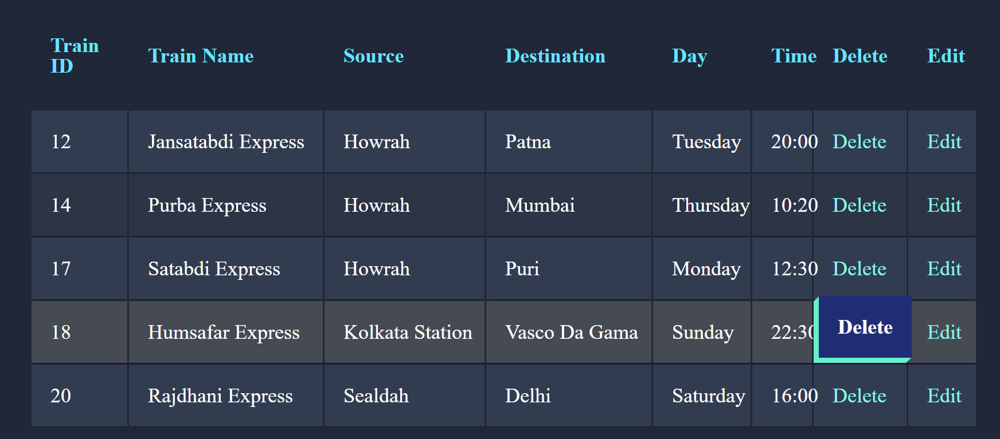 Train ID Train Name Source Destination Day Time Delete Edit
12 Jansatabdi Express Howrah Patna Tuesday 20:00 Delete Edit
14 Purba Express Howrah Mumbai Thursday 10:20 Delete Edit
17 Satabdi Express Howrah Puri Monday 12:30 Delete Edit
18 Humsafar Express Kolkata Station Vasco Da Gama Sunday 22:30 Delete Edit
20 Rajdhani Express Sealdah Delhi Saturday 16:00 Delete Edit